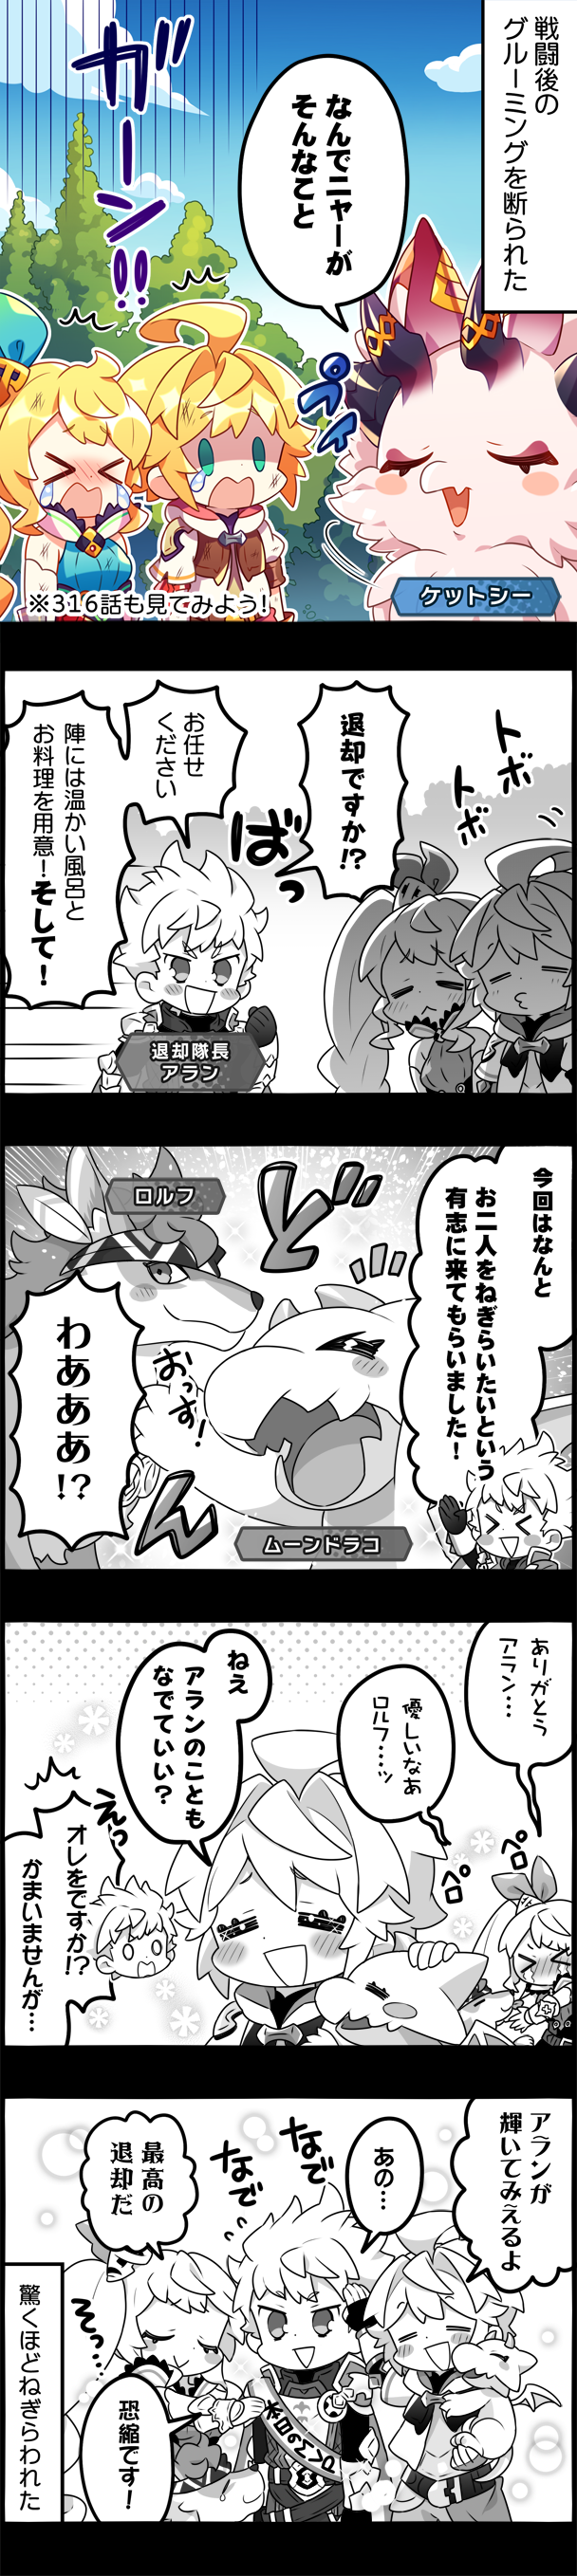 戦闘後の
グルーミングを断られた
なんでニャーが
そんなこと
ガーン!!
ペペト
ケットシー
※316話も見てみよう!
トボ
トボ
退却ですか!?
ばっ
お任せ
ください
陣には温かい風呂と
お料理を用意!そして!
退却隊長
アラン
今回はなんと
お二人をねぎらいたいという
有志に来てもらいました!
ロルフ
どん
おっす!
わあああ!?
ムーンドラコ
ありがとう
アラン…
優しいなあ
ロルフ…ッ
ペロ
ペロ
ねえ
アランのことも
なでていい?
えっ
オレをですか!?
かまいませんが…
アランが
輝いてみえるよ
あの…
なで
なで
最高の
退却だ
そっ…
恐縮です!
驚くほどねぎらわれた